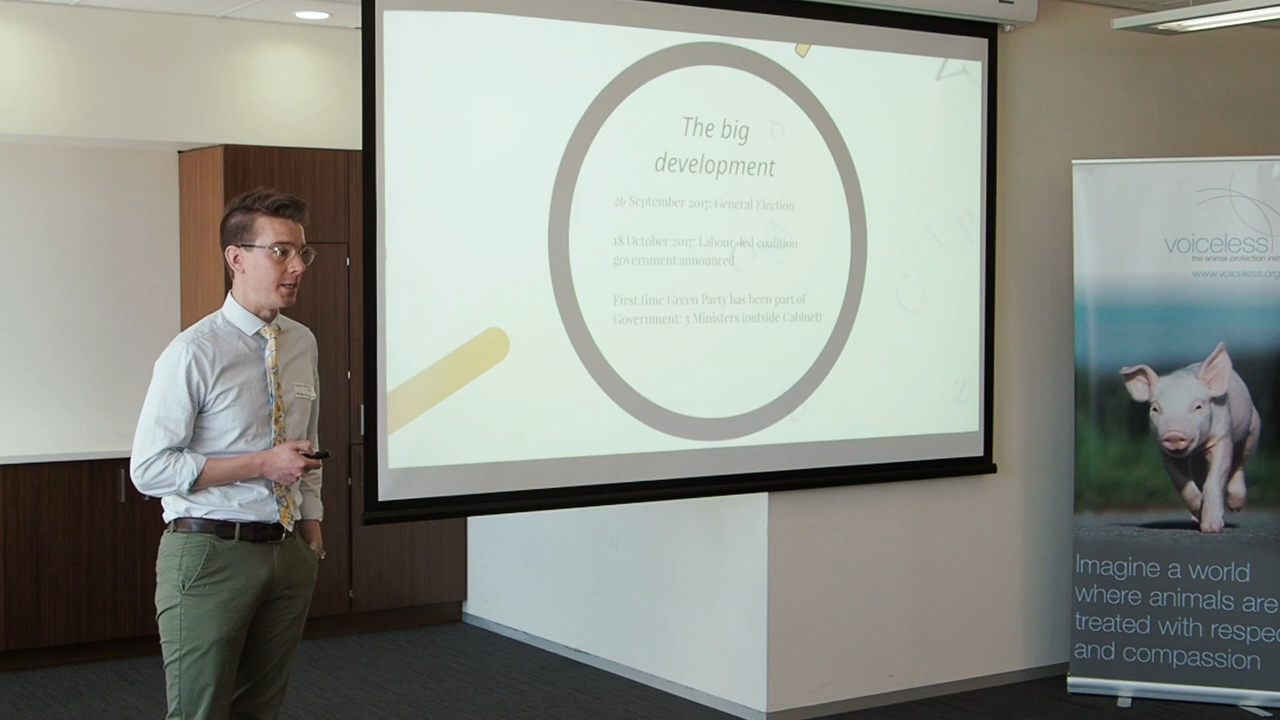 The big
development
26 September 2017: General Election
18 October 2017: Labour-led coalition
government announced
First time Green Party has been part of
Government: 3 Ministers (outside Cabinet)
voiceless
the animal protection inst
www.voiceless.org
Imagine a world
where animals are
treated with respec
and compassion